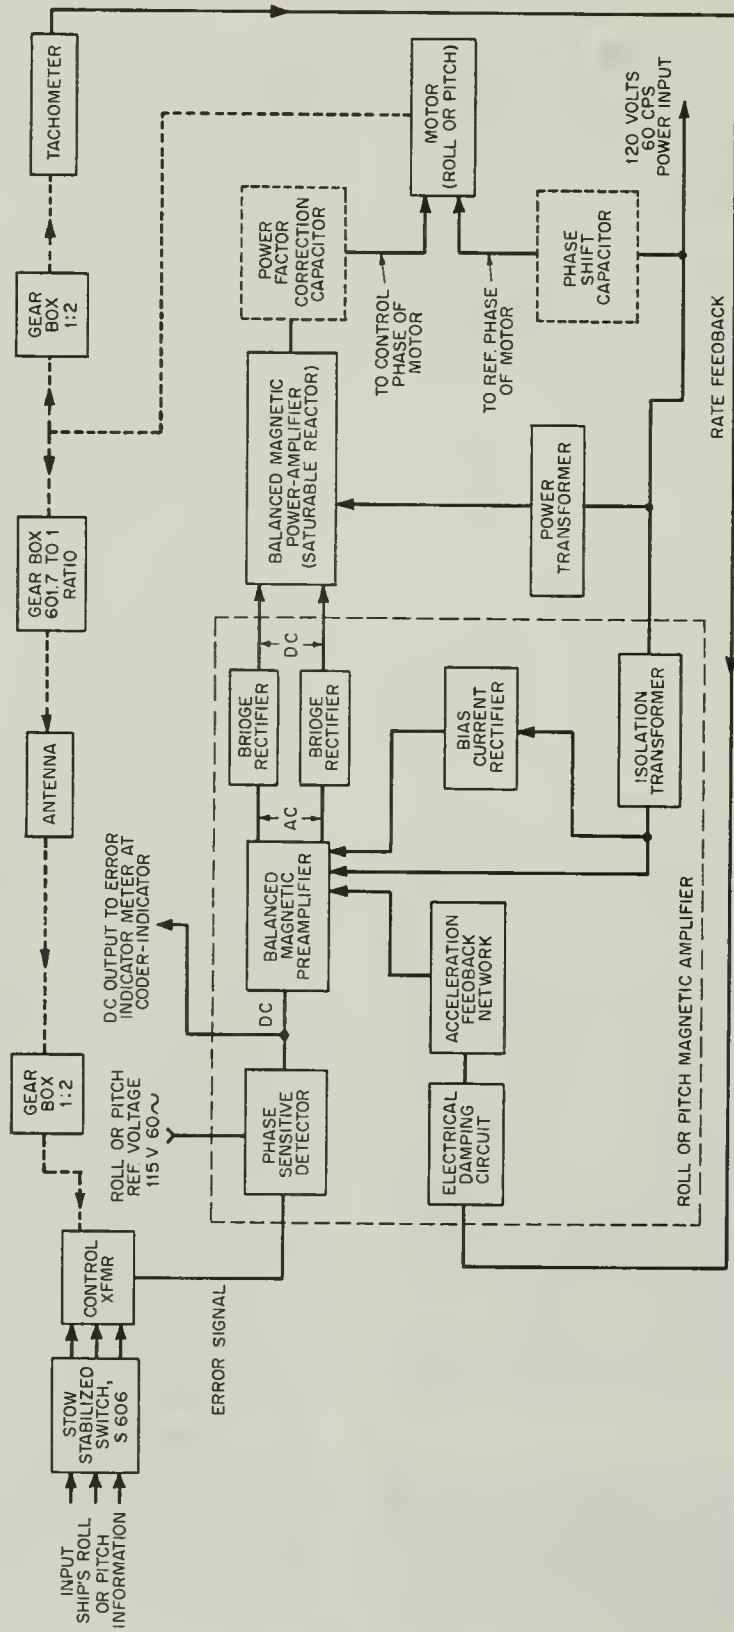 INPUT
SHIP'S ROLL
OR PITCH
INFORMATION
STOW
STABILIZED
SWITCH,
S 606
CONTROL
XFMR
ERROR SIGNAL
GEAR
BOX
1:2
ROLL OR PITCH
REF. VOLTAGE
115 V 60~
PHASE
SENSITIVE
DETECTOR
DC
DC OUTPUT TO ERROR
INDICATOR METER AT
CODER-INDICATOR
ANTENNA
GEAR BOX
601.7 TO 1
RATIO
GEAR
BOX
1:2
TACHOMETER
BALANCED
MAGNETIC
PREAMPLIFIER
AC
BRIDGE
RECTIFIER
BRIDGE
RECTIFIER
DC
BALANCED MAGNETIC
POWER-AMPLIFIER
(SATURABLE REACTOR)
POWER
FACTOR
CORRECTION
CAPACITOR
TO CONTROL
PHASE OF
MOTOR
MOTOR
(ROLL OR PITCH)
TO REF. PHASE
OF MOTOR
PHASE
SHIFT
CAPACITOR
120 VOLTS
60 CPS
POWER INPUT
POWER
TRANSFORMER
BIAS
CURRENT
RECTIFIER
ISOLATION
TRANSFORMER
ELECTRICAL
DAMPING
CIRCUIT
ACCELERATION
FEEDBACK
NETWORK
ROLL OR PITCH MAGNETIC AMPLIFIER
RATE FEEDBACK